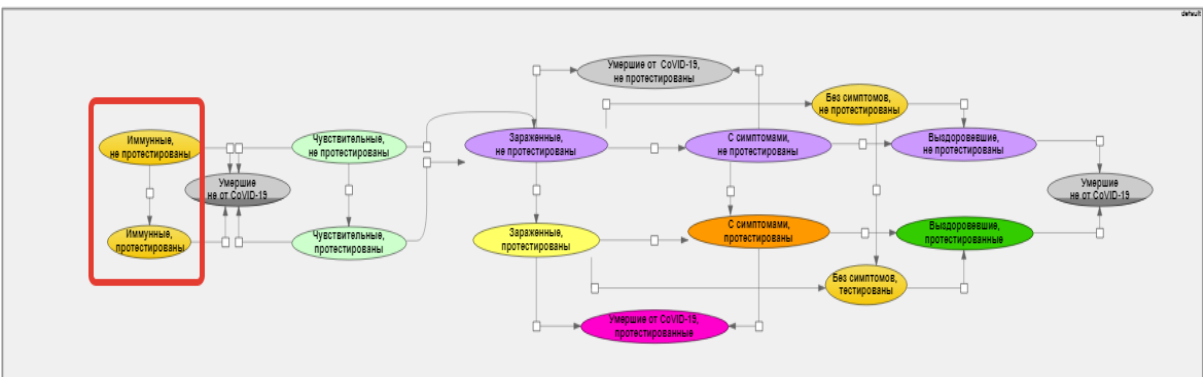 default
Умершие от CoVID-19,
не протестированы
Без симптомов,
не протестированы
Иммунные,
не протестированы
Чувствительные,
не протестированы
Зараженные,
не протестированы
С симптомами,
не протестированы
Выздоровевшие,
не протестированы
Умершие
не от CoVID-19
Умершие
не от CoVID-19
Иммунные,
протестированы
Чувствительные,
протестированы
Зараженные,
протестированы
С симптомами,
протестированы
Выздоровевшие,
протестированные
Без симптомов,
тестированы
Умершие от CoVID-19,
протестированные